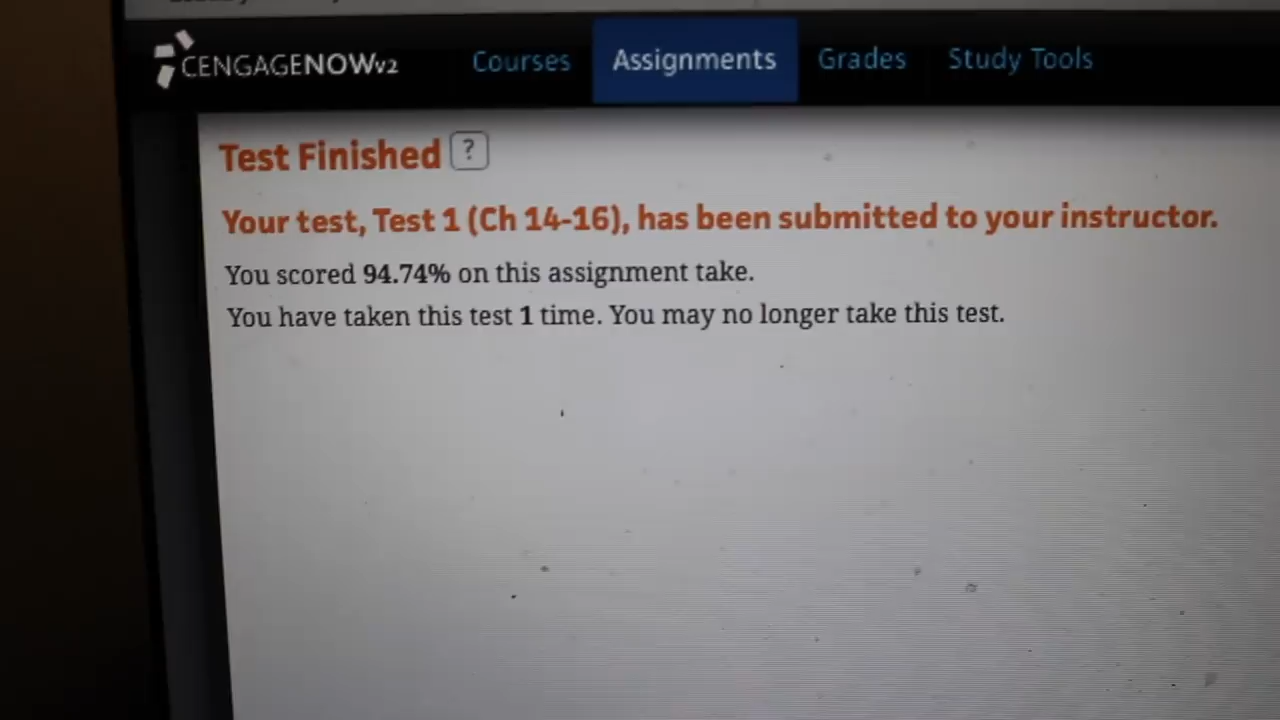 CENGAGENOWv2 Courses Assignments Grades Study Tools
Test Finished ?
Your test, Test 1 (Ch 14-16), has been submitted to your instructor.
You scored 94.74% on this assignment take.
You have taken this test 1 time. You may no longer take this test.